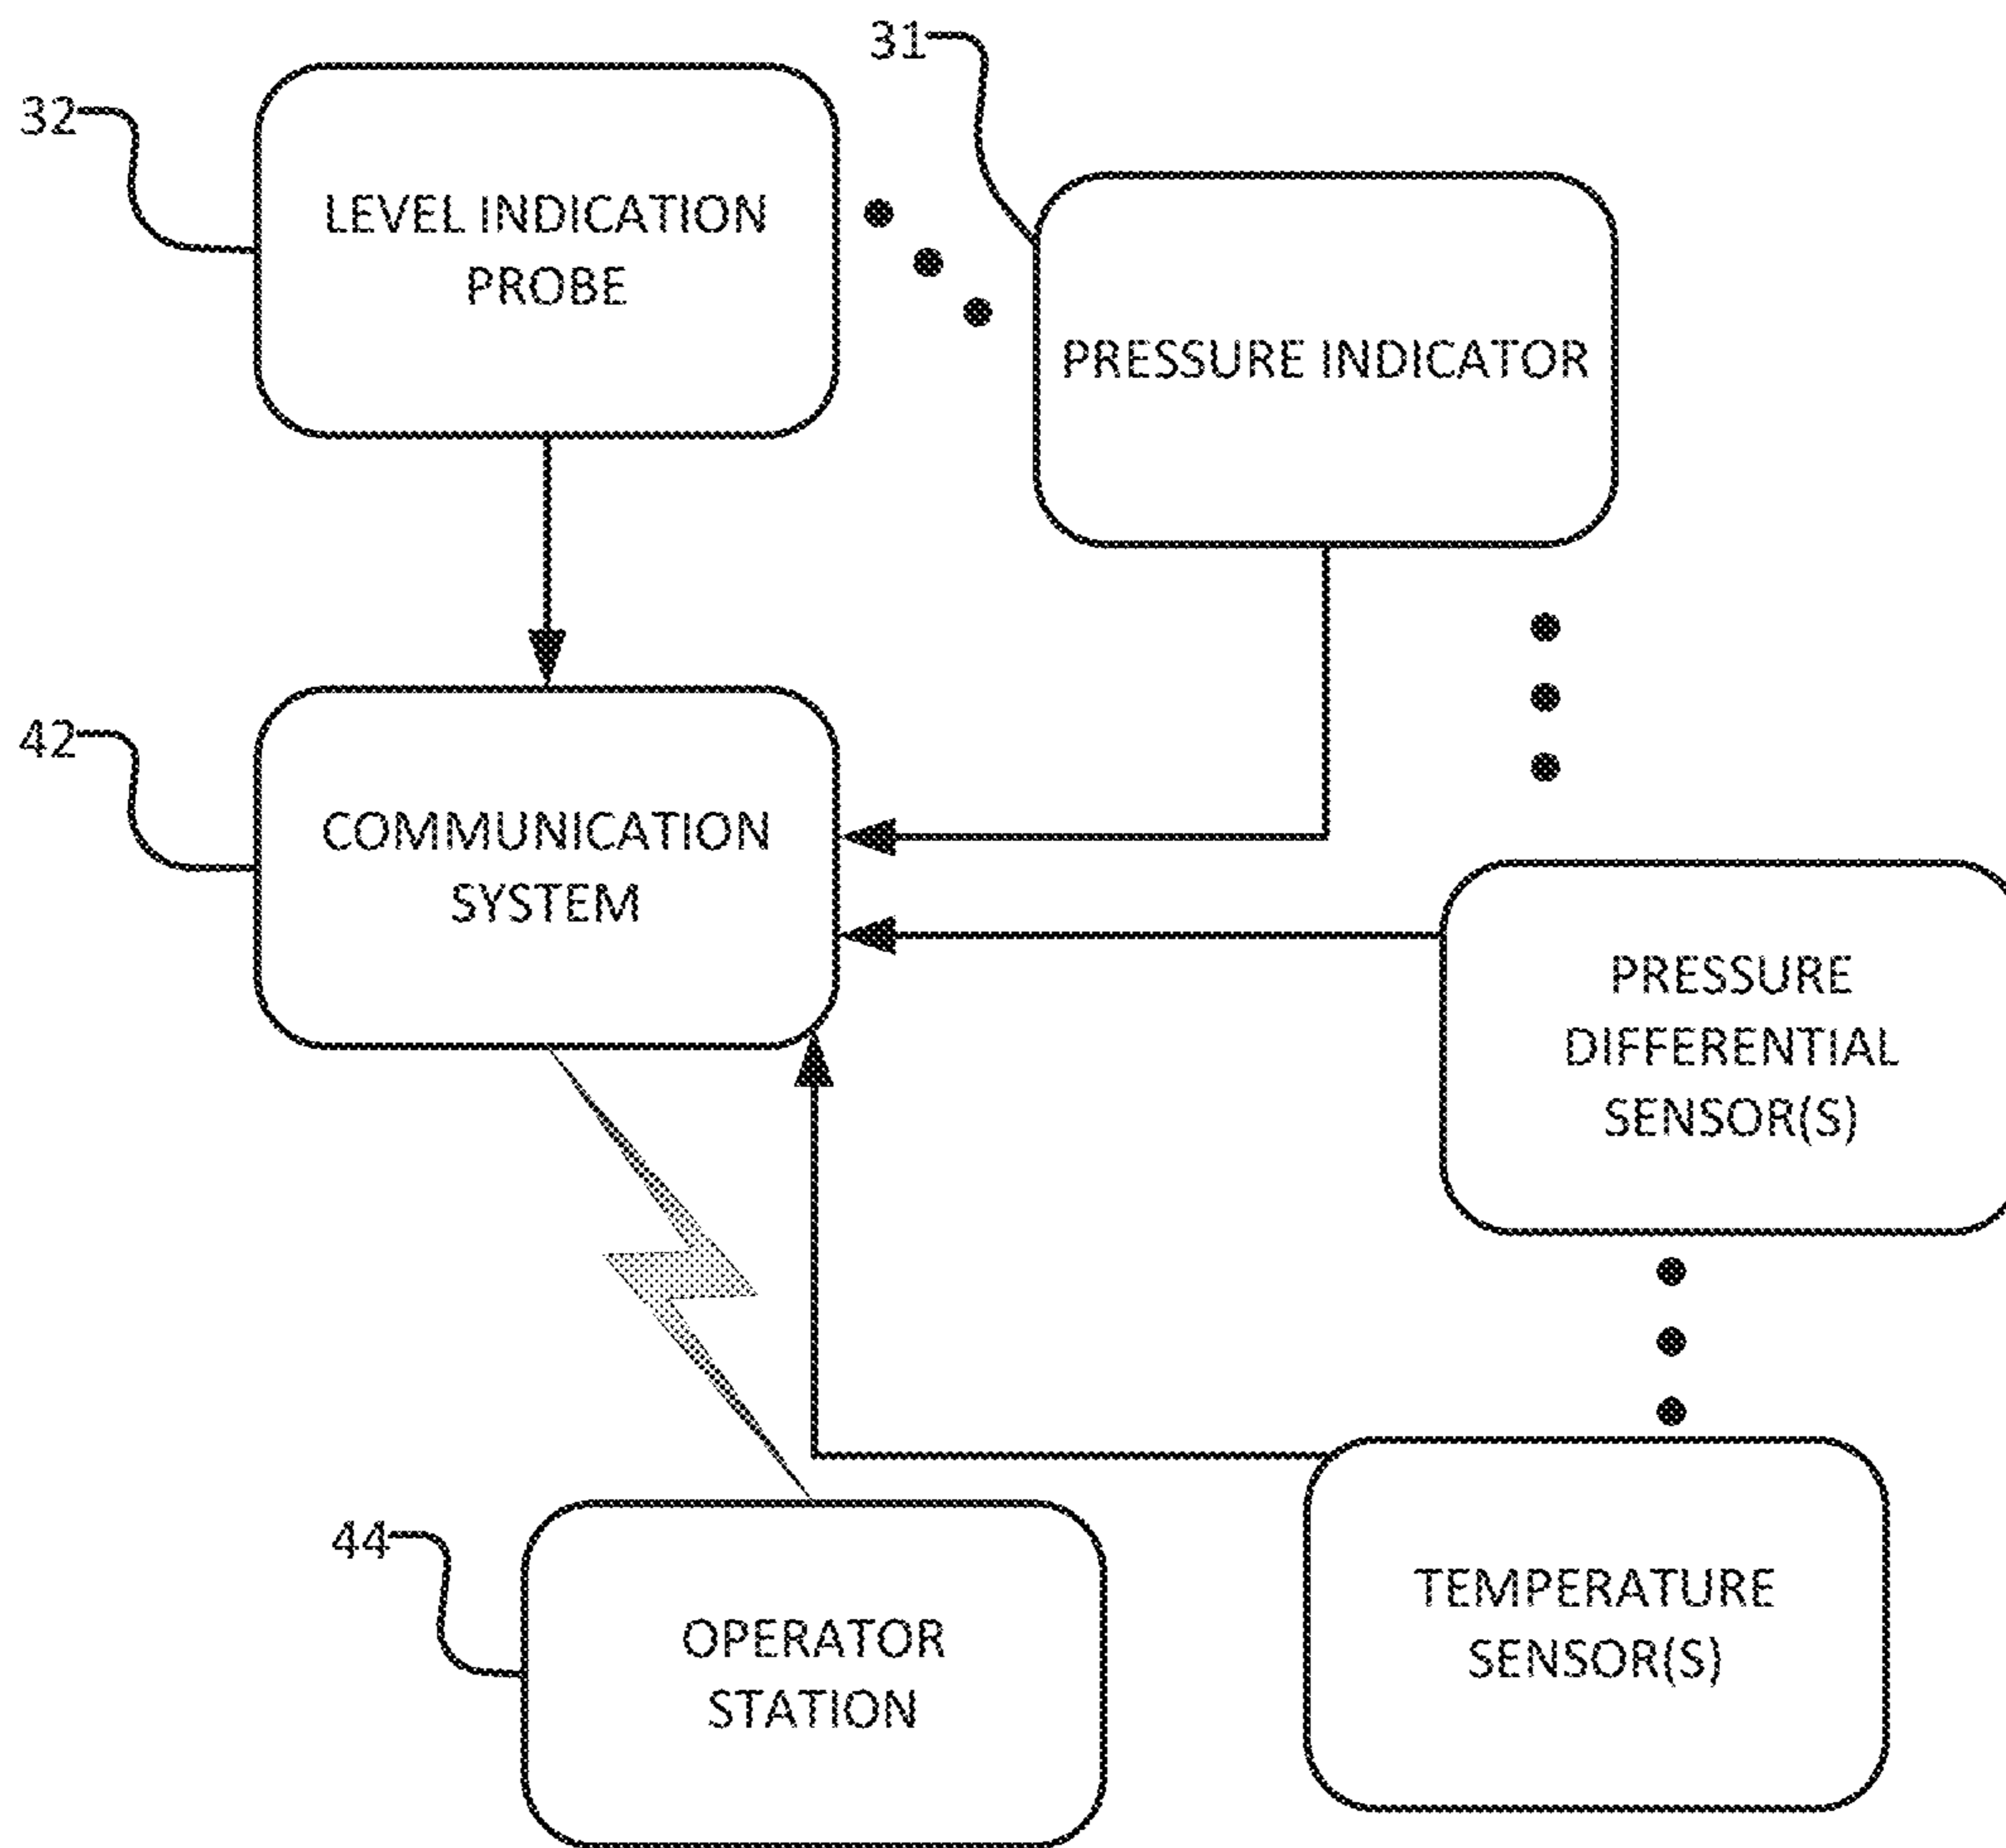 31
32
LEVEL INDICATION
PROBE
PRESSURE INDICATOR
42
COMMUNICATION
SYSTEM
PRESSURE
DIFFERENTIAL
SENSOR(S)
44
OPERATOR
STATION
TEMPERATURE
SENSOR(S)